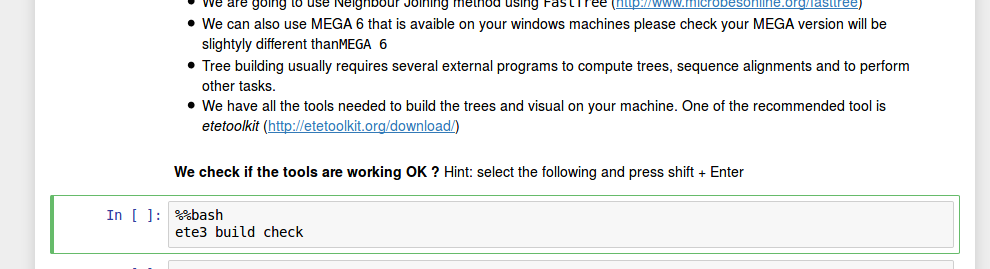 We are going to use Neighbour Joining method using FastTree (http://www.microbesonline.org/fasttree)
We can also use MEGA 6 that is avaible on your windows machines please check your MEGA version will be
slightyly different thanMEGA 6
Tree building usually requires several external programs to compute trees, sequence alignments and to perform
other tasks.
We have all the tools needed to build the trees and visual on your machine. One of the recommended tool is
etetoolkit (http://etetoolkit.org/download/)
We check if the tools are working OK ? Hint: select the following and press shift + Enter
In [ ]: %%bash
ete3 build check